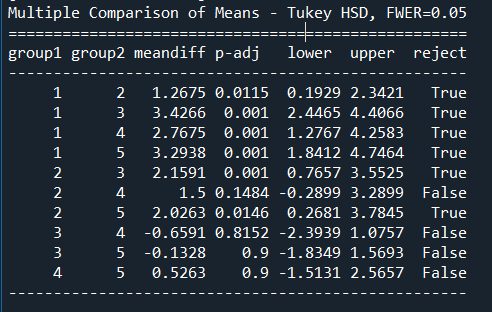 Multiple Comparison of Means - Tukey HSD, FWER=0.05
===================================================
group1 group2 meandiff p-adj   lower   upper  reject
---------------------------------------------------
     1      2   1.2675 0.0115  0.1929 2.3421   True
     1      3   3.4266  0.001  2.4465 4.4066   True
     1      4   2.7675  0.001  1.2767 4.2583   True
     1      5   3.2938  0.001  1.8412 4.7464   True
     2      3   2.1591  0.001  0.7657 3.5525   True
     2      4      1.5 0.1484 -0.2899 3.2899  False
     2      5   2.0263 0.0146  0.2681 3.7845   True
     3      4  -0.6591 0.8152 -2.3939 1.0757  False
     3      5  -0.1328    0.9 -1.8349 1.5693  False
     4      5   0.5263    0.9 -1.5131 2.5657  False
---------------------------------------------------